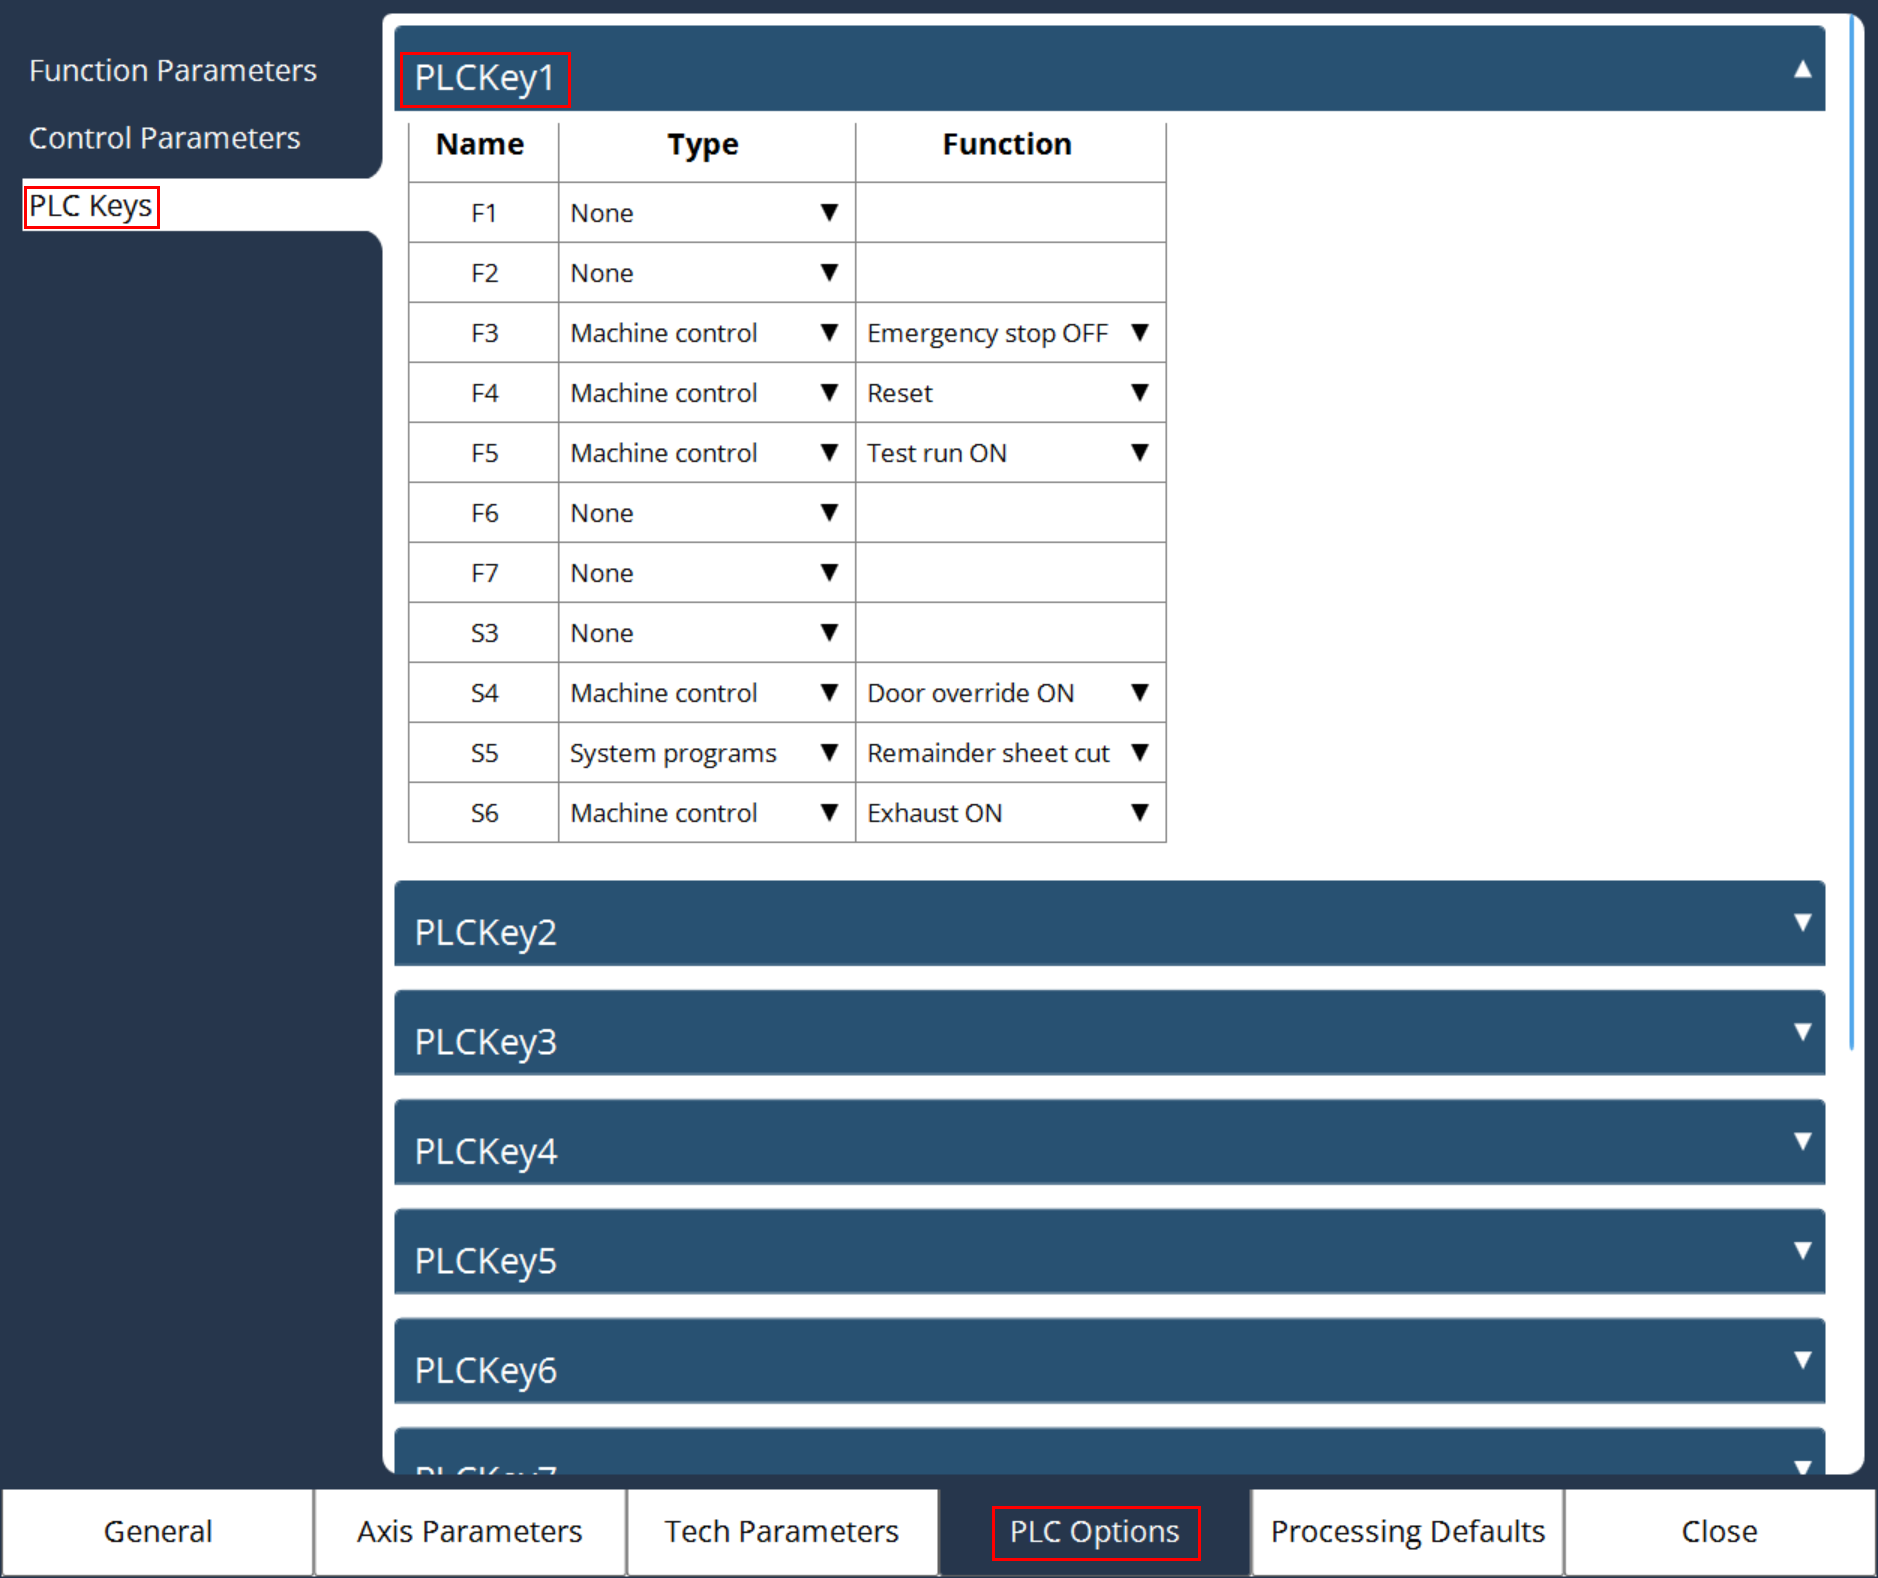 Function Parameters
Control Parameters
PLC Keys
PLCKey1 ▲
Name Type Function
F1 None ▼
F2 None ▼
F3 Machine control ▼ Emergency stop OFF ▼
F4 Machine control ▼ Reset ▼
F5 Machine control ▼ Test run ON ▼
F6 None ▼
F7 None ▼
S3 None ▼
S4 Machine control ▼ Door override ON ▼
S5 System programs ▼ Remainder sheet cut ▼
S6 Machine control ▼ Exhaust ON ▼
PLCKey2 ▼
PLCKey3 ▼
PLCKey4 ▼
PLCKey5 ▼
PLCKey6 ▼
PLCKey7 ▼
General Axis Parameters Tech Parameters PLC Options Processing Defaults Close